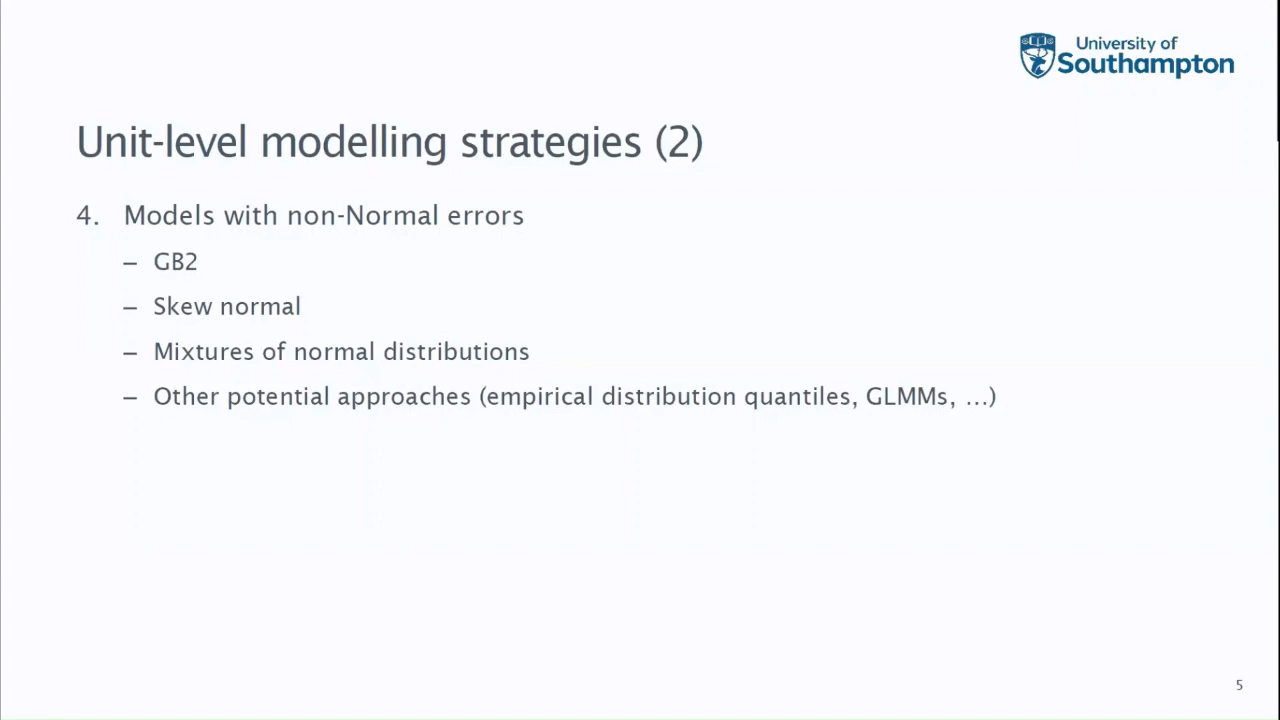 University of
Southampton
Unit-level modelling strategies (2)
4. Models with non-Normal errors
– GB2
– Skew normal
– Mixtures of normal distributions
– Other potential approaches (empirical distribution quantiles, GLMMs, …)
5